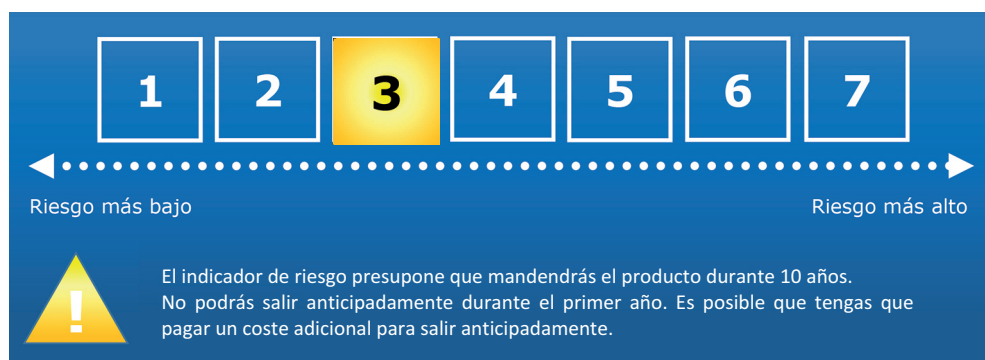 1 2 3 4 5 6 7
Riesgo más bajo Riesgo más alto
!
El indicador de riesgo presupone que mandendrás el producto durante 10 años.
No podrás salir anticipadamente durante el primer año. Es posible que tengas que
pagar un coste adicional para salir anticipadamente.